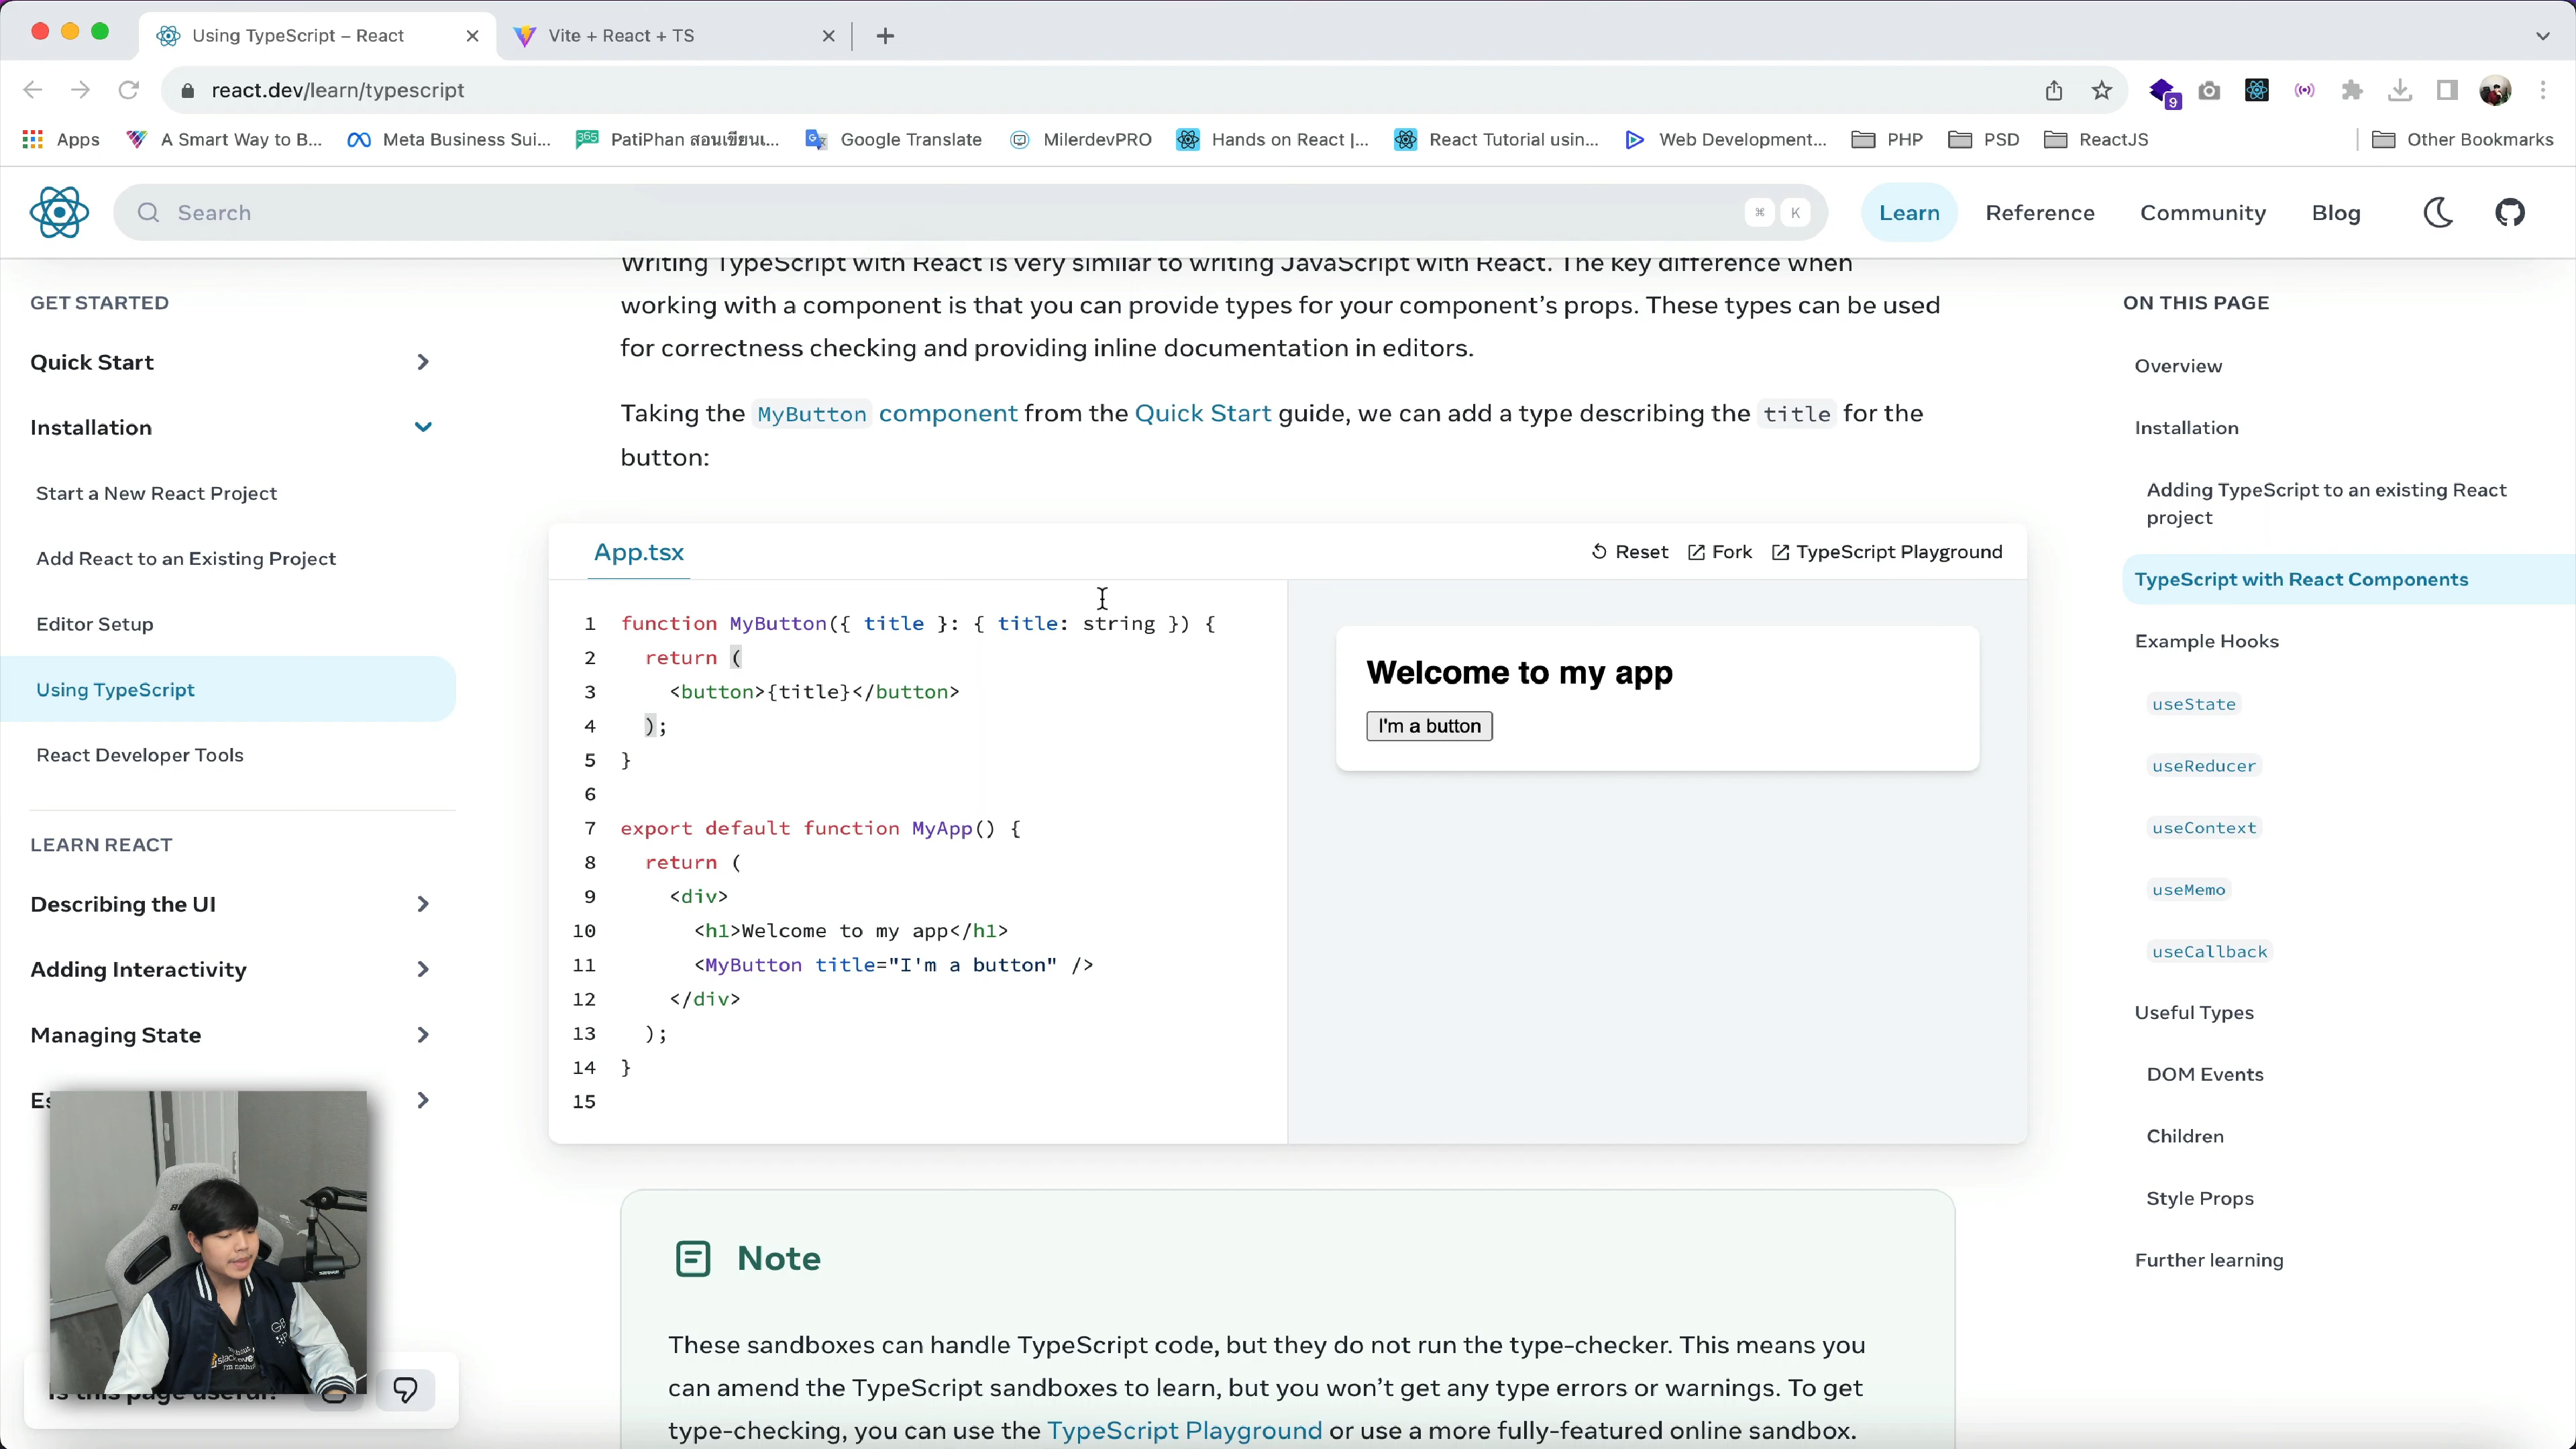 Using TypeScript – React
Vite + React + TS
react.dev/learn/typescript
9
Apps
A Smart Way to B...
Meta Business Sui...
365
PatiPhan สอนเขียนเ...
Google Translate
MilerdevPRO
Hands on React |...
React Tutorial usin...
Web Development...
PHP
PSD
ReactJS
Other Bookmarks
Search
⌘ K
Learn
Reference
Community
Blog
GET STARTED
Quick Start
Installation
Start a New React Project
Add React to an Existing Project
Editor Setup
Using TypeScript
React Developer Tools
LEARN REACT
Describing the UI
Adding Interactivity
Managing State
Es
Is this page useful?
Writing TypeScript with React is very similar to writing JavaScript with React. The key difference when
working with a component is that you can provide types for your component’s props. These types can be used
for correctness checking and providing inline documentation in editors.
Taking the MyButton component from the Quick Start guide, we can add a type describing the title for the
button:
App.tsx
Reset
Fork
TypeScript Playground
1 function MyButton({ title }: { title: string }) {
2 return (
3 <button>{title}</button>
4 );
5 }
6
7 export default function MyApp() {
8 return (
9 <div>
10 <h1>Welcome to my app</h1>
11 <MyButton title="I'm a button" />
12 </div>
13 );
14 }
15
Welcome to my app
I'm a button
Note
These sandboxes can handle TypeScript code, but they do not run the type-checker. This means you
can amend the TypeScript sandboxes to learn, but you won’t get any type errors or warnings. To get
type-checking, you can use the TypeScript Playground or use a more fully-featured online sandbox.
ON THIS PAGE
Overview
Installation
Adding TypeScript to an existing React
project
TypeScript with React Components
Example Hooks
useState
useReducer
useContext
useMemo
useCallback
Useful Types
DOM Events
Children
Style Props
Further learning